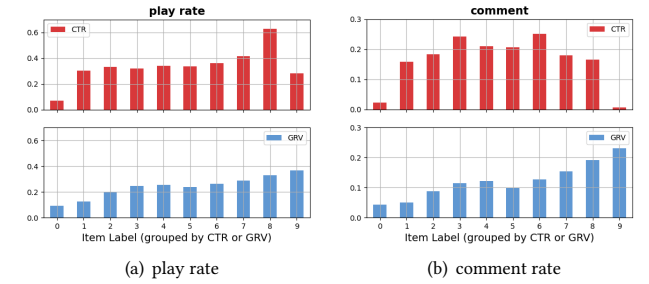 play rate
CTR
0.6
0.4
0.2
0.0
GRV
0.6
0.4
0.2
0.0
0 1 2 3 4 5 6 7 8 9
Item Label (grouped by CTR or GRV)
(a) play rate
comment
CTR
0.3
0.2
0.1
0.0
GRV
0.3
0.2
0.1
0.0
0 1 2 3 4 5 6 7 8 9
Item Label (grouped by CTR or GRV)
(b) comment rate